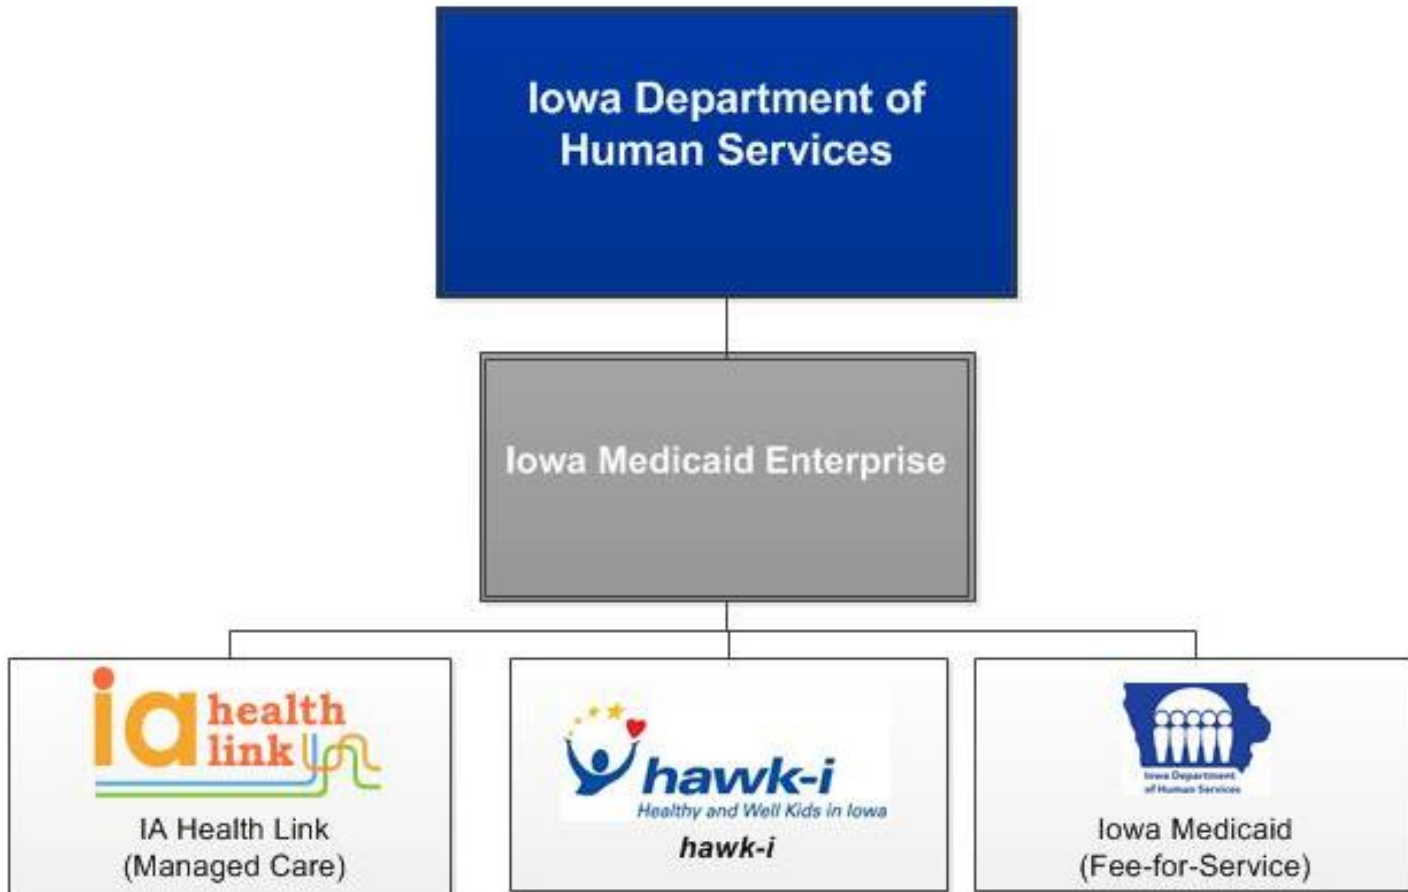 Iowa Department of
Human Services
Iowa Medicaid Enterprise
ia health
link
IA Health Link
(Managed Care)
hawk-i
Healthy and Well Kids in Iowa
hawk-i
Iowa Department
of Human Services
Iowa Medicaid
(Fee-for-Service)